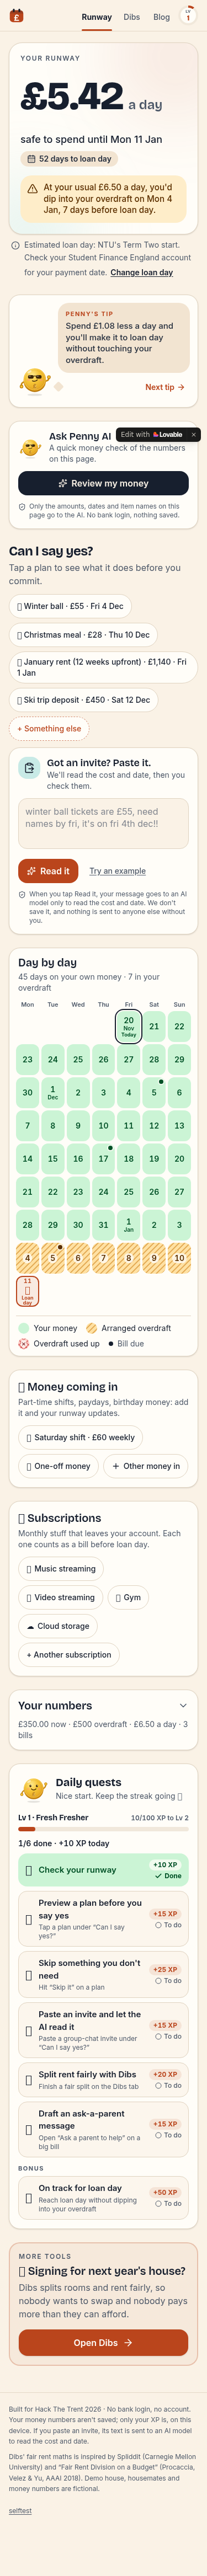 £
Runway
Dibs
Blog
LV
1
YOUR RUNWAY
£5.42 a day
safe to spend until Mon 11 Jan
52 days to loan day
At your usual £6.50 a day, you'd
dip into your overdraft on Mon 4
Jan, 7 days before loan day.
Estimated loan day: NTU's Term Two start.
Check your Student Finance England account
for your payment date. Change loan day
PENNY'S TIP
Spend £1.08 less a day and
you'll make it to loan day
without touching your
overdraft.
Next tip →
Edit with Lovable ×
Ask Penny AI
A quick money check of the numbers
on this page.
Review my money
Only the amounts, dates and item names on this
page go to the AI. No bank login, nothing saved.
Can I say yes?
Tap a plan to see what it does before you
commit.
Winter ball · £55 · Fri 4 Dec
Christmas meal · £28 · Thu 10 Dec
January rent (12 weeks upfront) · £1,140 · Fri
1 Jan
Ski trip deposit · £450 · Sat 12 Dec
+ Something else
Got an invite? Paste it.
We'll read the cost and date, then you
check them.
winter ball tickets are £55, need
names by fri, it's on fri 4th dec!!
Read it
Try an example
When you tap Read it, your message goes to an AI
model only to read the cost and date. We don't
save it, and nothing is sent to anyone else without
you.
Day by day
45 days on your own money · 7 in your
overdraft
Mon Tue Wed Thu Fri Sat Sun
20 Nov Today 21 22
23 24 25 26 27 28 29
30 1 Dec 2 3 4 5 6
7 8 9 10 11 12 13
14 15 16 17 18 19 20
21 22 23 24 25 26 27
28 29 30 31 1 Jan 2 3
4 5 6 7 8 9 10
11
Loan
day
Your money
Arranged overdraft
Overdraft used up
Bill due
Money coming in
Part-time shifts, paydays, birthday money: add
it and your runway updates.
Saturday shift · £60 weekly
One-off money
+ Other money in
Subscriptions
Monthly stuff that leaves your account. Each
one counts as a bill before loan day.
Music streaming
Video streaming
Gym
Cloud storage
+ Another subscription
Your numbers
£350.00 now · £500 overdraft · £6.50 a day · 3
bills
Daily quests
Nice start. Keep the streak going
Lv 1 · Fresh Fresher
10/100 XP to Lv 2
1/6 done · +10 XP today
Check your runway
+10 XP
Done
Preview a plan before you
say yes
Tap a plan under "Can I say
yes?"
+15 XP
To do
Skip something you don't
need
Hit "Skip it" on a plan
+25 XP
To do
Paste an invite and let the
AI read it
Paste a group-chat invite under
"Can I say yes?"
+15 XP
To do
Split rent fairly with Dibs
Finish a fair split on the Dibs tab
+20 XP
To do
Draft an ask-a-parent
message
Open "Ask a parent to help" on a
big bill
+15 XP
To do
BONUS
On track for loan day
Reach loan day without dipping
into your overdraft
+50 XP
To do
MORE TOOLS
Signing for next year's house?
Dibs splits rooms and rent fairly, so
nobody wants to swap and nobody pays
more than they can afford.
Open Dibs →
Built for Hack The Trent 2026 · No bank login, no account.
Your money numbers aren't saved; only your XP is, on this
device. If you paste an invite, its text is sent to an AI model
to read the cost and date.
Dibs' fair rent maths is inspired by Spliddit (Carnegie Mellon
University) and "Fair Rent Division on a Budget" (Procaccia,
Velez & Yu, AAAI 2018). Demo house, housemates and
money numbers are fictional.
selftest